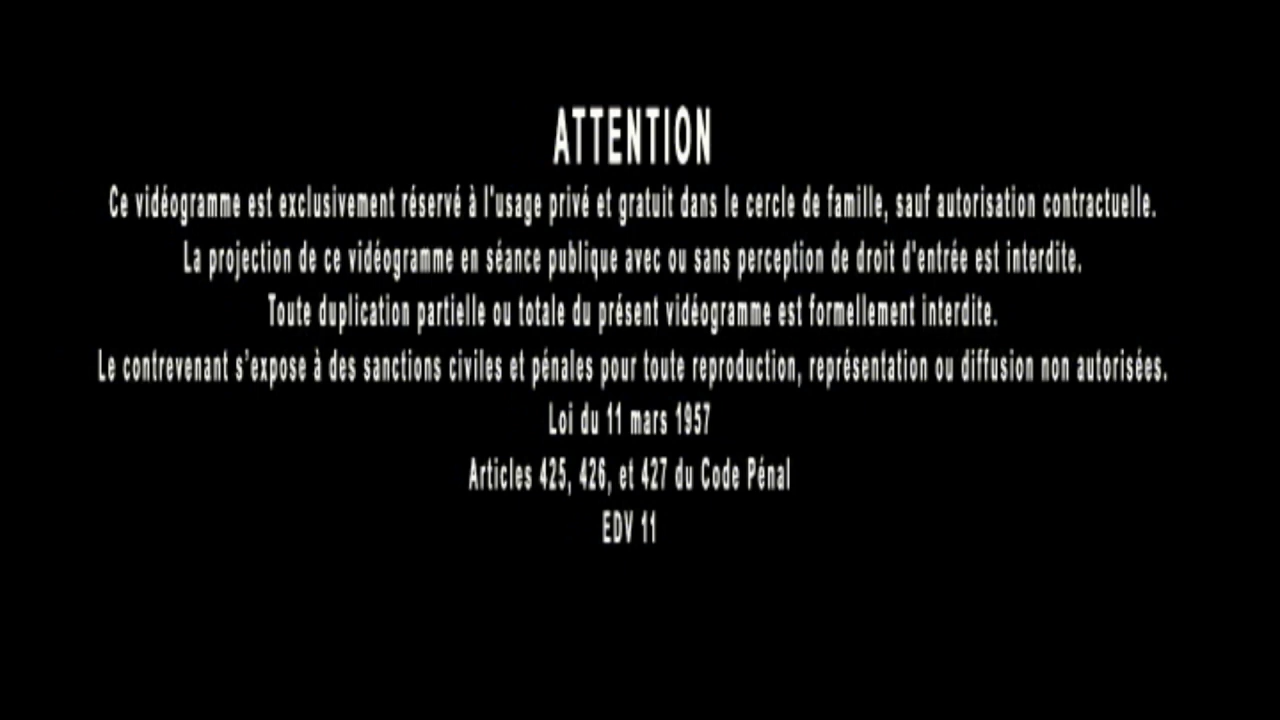 ATTENTION
Ce vidéogramme est exclusivement réservé à l'usage privé et gratuit dans le cercle de famille, sauf autorisation contractuelle.
La projection de ce vidéogramme en séance publique avec ou sans perception de droit d'entrée est interdite.
Toute duplication partielle ou totale du présent vidéogramme est formellement interdite.
Le contrevenant s'expose à des sanctions civiles et pénales pour toute reproduction, représentation ou diffusion non autorisées.
Loi du 11 mars 1957
Articles 425, 426, et 427 du Code Pénal
EDV 11